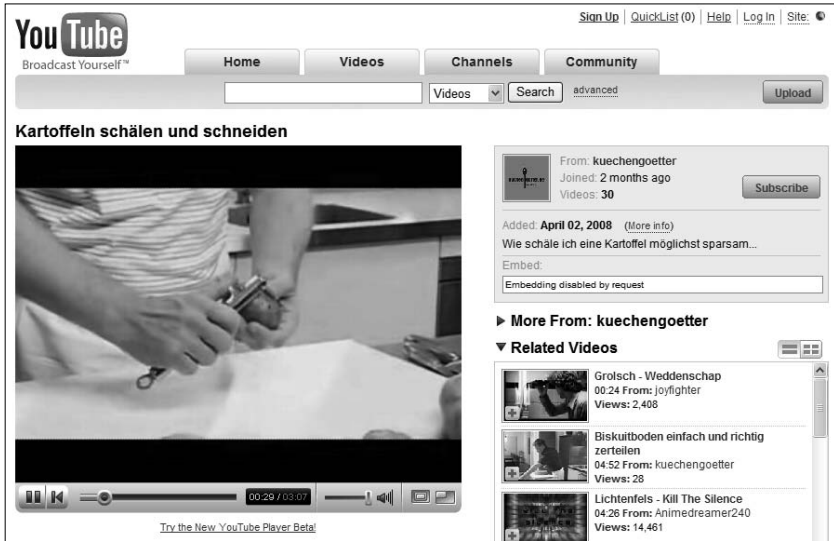 Sign Up | QuickList (0) | Help | Log In | Site:
You Tube
Broadcast Yourself™
Home Videos Channels Community
Videos Search advanced Upload
Kartoffeln schälen und schneiden
From: kuechengoetter
Joined: 2 months ago
Videos: 30
Subscribe
Added: April 02, 2008 (More info)
Wie schäle ich eine Kartoffel möglichst sparsam...
Embed:
Embedding disabled by request
More From: kuechengoetter
Related Videos
Grolsch - Weddenschap
00:24 From: joyfighter
Views: 2,408
Biskuitboden einfach und richtig
zerteilen
04:52 From: kuechengoetter
Views: 28
Lichtenfels - Kill The Silence
04:26 From: Animedreamer240
Views: 14,461
00:29 / 03:07
Try the New YouTube Player Beta!